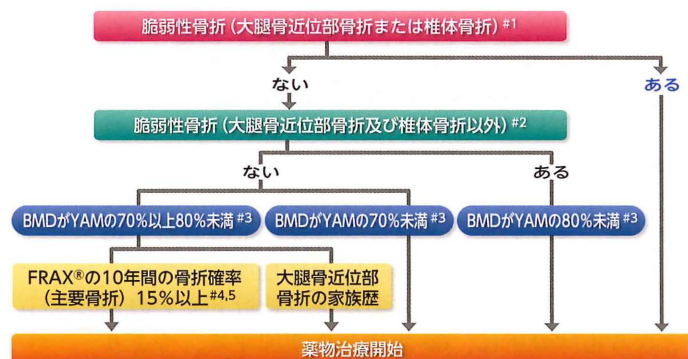 脆弱性骨折（大腿骨近位部骨折または椎体骨折）#1
ない
ある
脆弱性骨折（大腿骨近位部骨折及び椎体骨折以外）#2
ない
ある
BMDがYAMの70%以上80%未満 #3
BMDがYAMの70%未満 #3
BMDがYAMの80%未満 #3
FRAX®の10年間の骨折確率
（主要骨折）15%以上#4,5
大腿骨近位部
骨折の家族歴
薬物治療開始